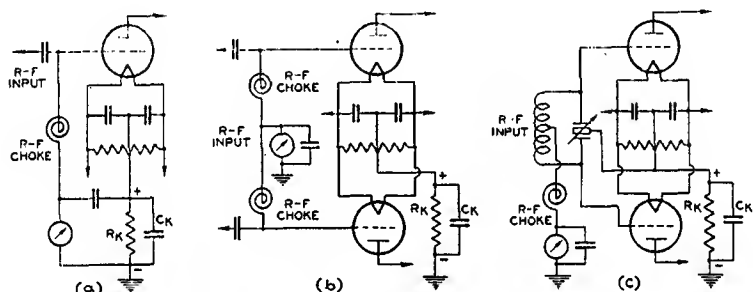 R-F
INPUT
R-F
CHOKE
+
RK
CK
-
(a)
R-F
CHOKE
R-F
INPUT
R-F
CHOKE
+
RK
CK
-
(b)
R-F
INPUT
R-F
CHOKE
+
RK
CK
-
(c)